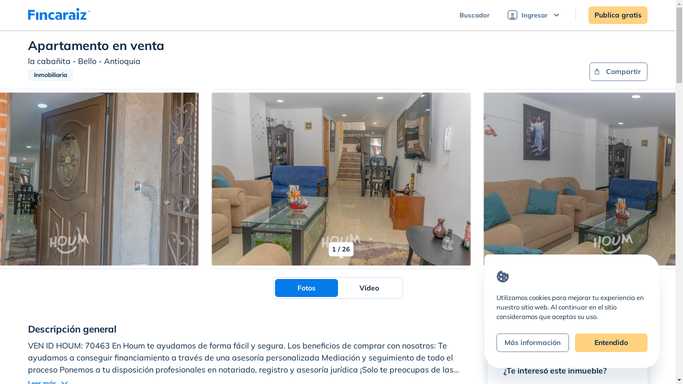 Fincaraiz
Buscador
Ingresar
Publica gratis
Apartamento en venta
la cabañita - Bello - Antioquia
Inmobiliaria
Compartir
HOUM
HOUM
HOUM
1 / 26
Fotos
Video
Descripción general
VEN ID HOUM: 70463 En Houm te ayudamos de forma fácil y segura. Los beneficios de comprar con nosotros: Te
ayudamos a conseguir financiamiento a través de una asesoría personalizada Mediación y seguimiento de todo el
proceso Ponemos a tu disposición profesionales en notariado, registro y asesoría jurídica ¡Solo te preocupas de las...
Leer más
Utilizamos cookies para mejorar tu experiencia en
nuestro sitio web. Al continuar en el sitio
consideramos que aceptas su uso.
Más información
Entendido
¿Te interesó este inmueble?